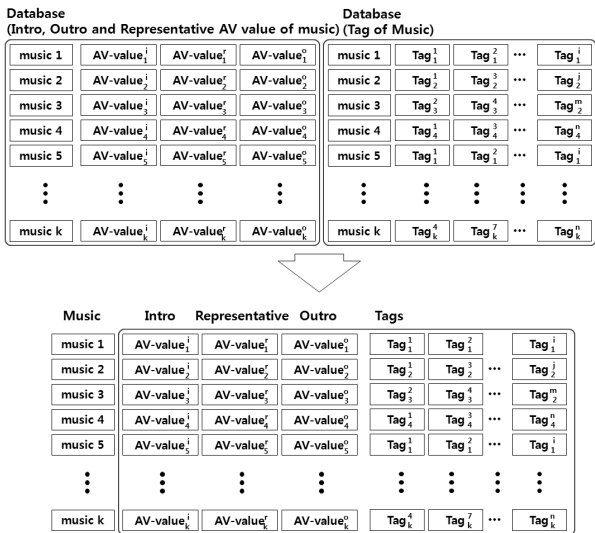 Database
(Intro, Outro and Representative AV value of music)
Database
(Tag of Music)
music 1 AV-value^i_1 AV-value^r_1 AV-value^o_1 music 1 Tag^1_1 Tag^2_1 ••• Tag^i_1
music 2 AV-value^i_2 AV-value^r_2 AV-value^o_2 music 2 Tag^1_2 Tag^3_2 ••• Tag^j_2
music 3 AV-value^i_3 AV-value^r_3 AV-value^o_3 music 3 Tag^2_3 Tag^4_3 ••• Tag^m_2
music 4 AV-value^i_4 AV-value^r_4 AV-value^o_4 music 4 Tag^1_4 Tag^3_4 ••• Tag^n_4
music 5 AV-value^i_5 AV-value^r_5 AV-value^o_5 music 5 Tag^1_1 Tag^2_1 ••• Tag^i_1
music k AV-value^i_k AV-value^r_k AV-value^o_k music k Tag^4_k Tag^7_k ••• Tag^n_k
Music Intro Representative Outro Tags
music 1 AV-value^i_1 AV-value^r_1 AV-value^o_1 Tag^1_1 Tag^2_1 Tag^i_1
music 2 AV-value^i_2 AV-value^r_2 AV-value^o_2 Tag^1_2 Tag^3_2 ••• Tag^j_2
music 3 AV-value^i_3 AV-value^r_3 AV-value^o_3 Tag^2_3 Tag^4_3 ••• Tag^m_2
music 4 AV-value^i_4 AV-value^r_4 AV-value^o_4 Tag^1_4 Tag^3_4 ••• Tag^n_4
music 5 AV-value^i_5 AV-value^r_5 AV-value^o_5 Tag^1_1 Tag^2_1 ••• Tag^i_1
music k AV-value^i_k AV-value^r_k AV-value^o_k Tag^4_k Tag^7_k ••• Tag^n_k